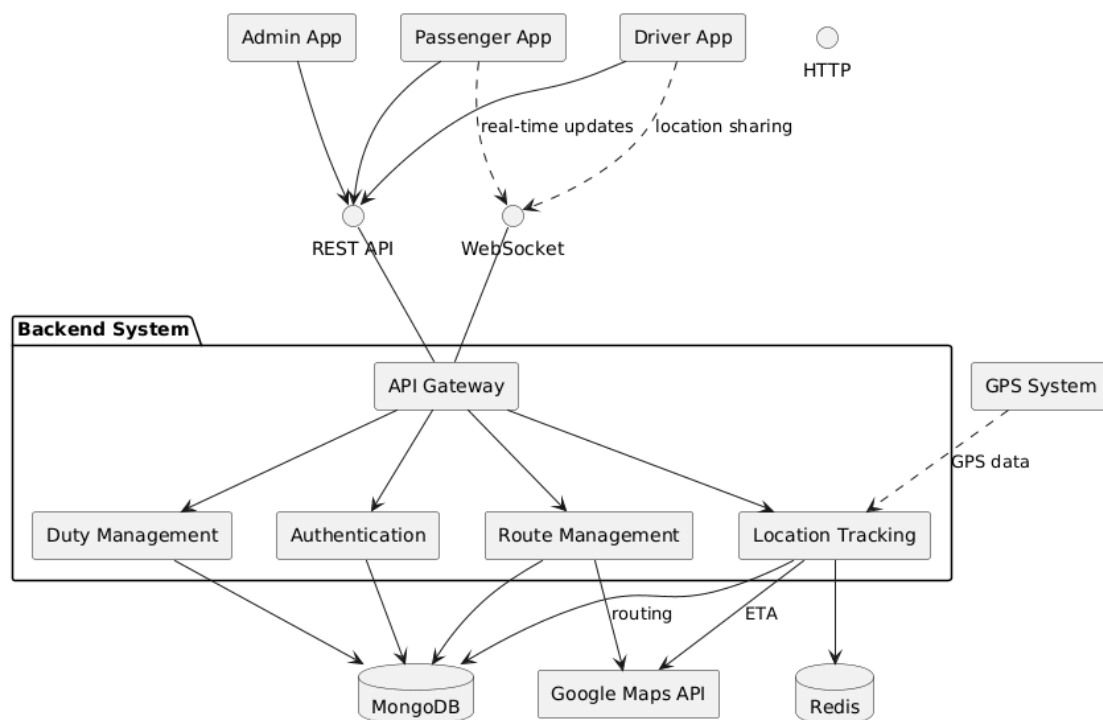 Admin App
Passenger App
Driver App
HTTP
real-time updates
location sharing
REST API
WebSocket
Backend System
API Gateway
GPS System
GPS data
Duty Management
Authentication
Route Management
Location Tracking
routing
ETA
MongoDB
Google Maps API
Redis